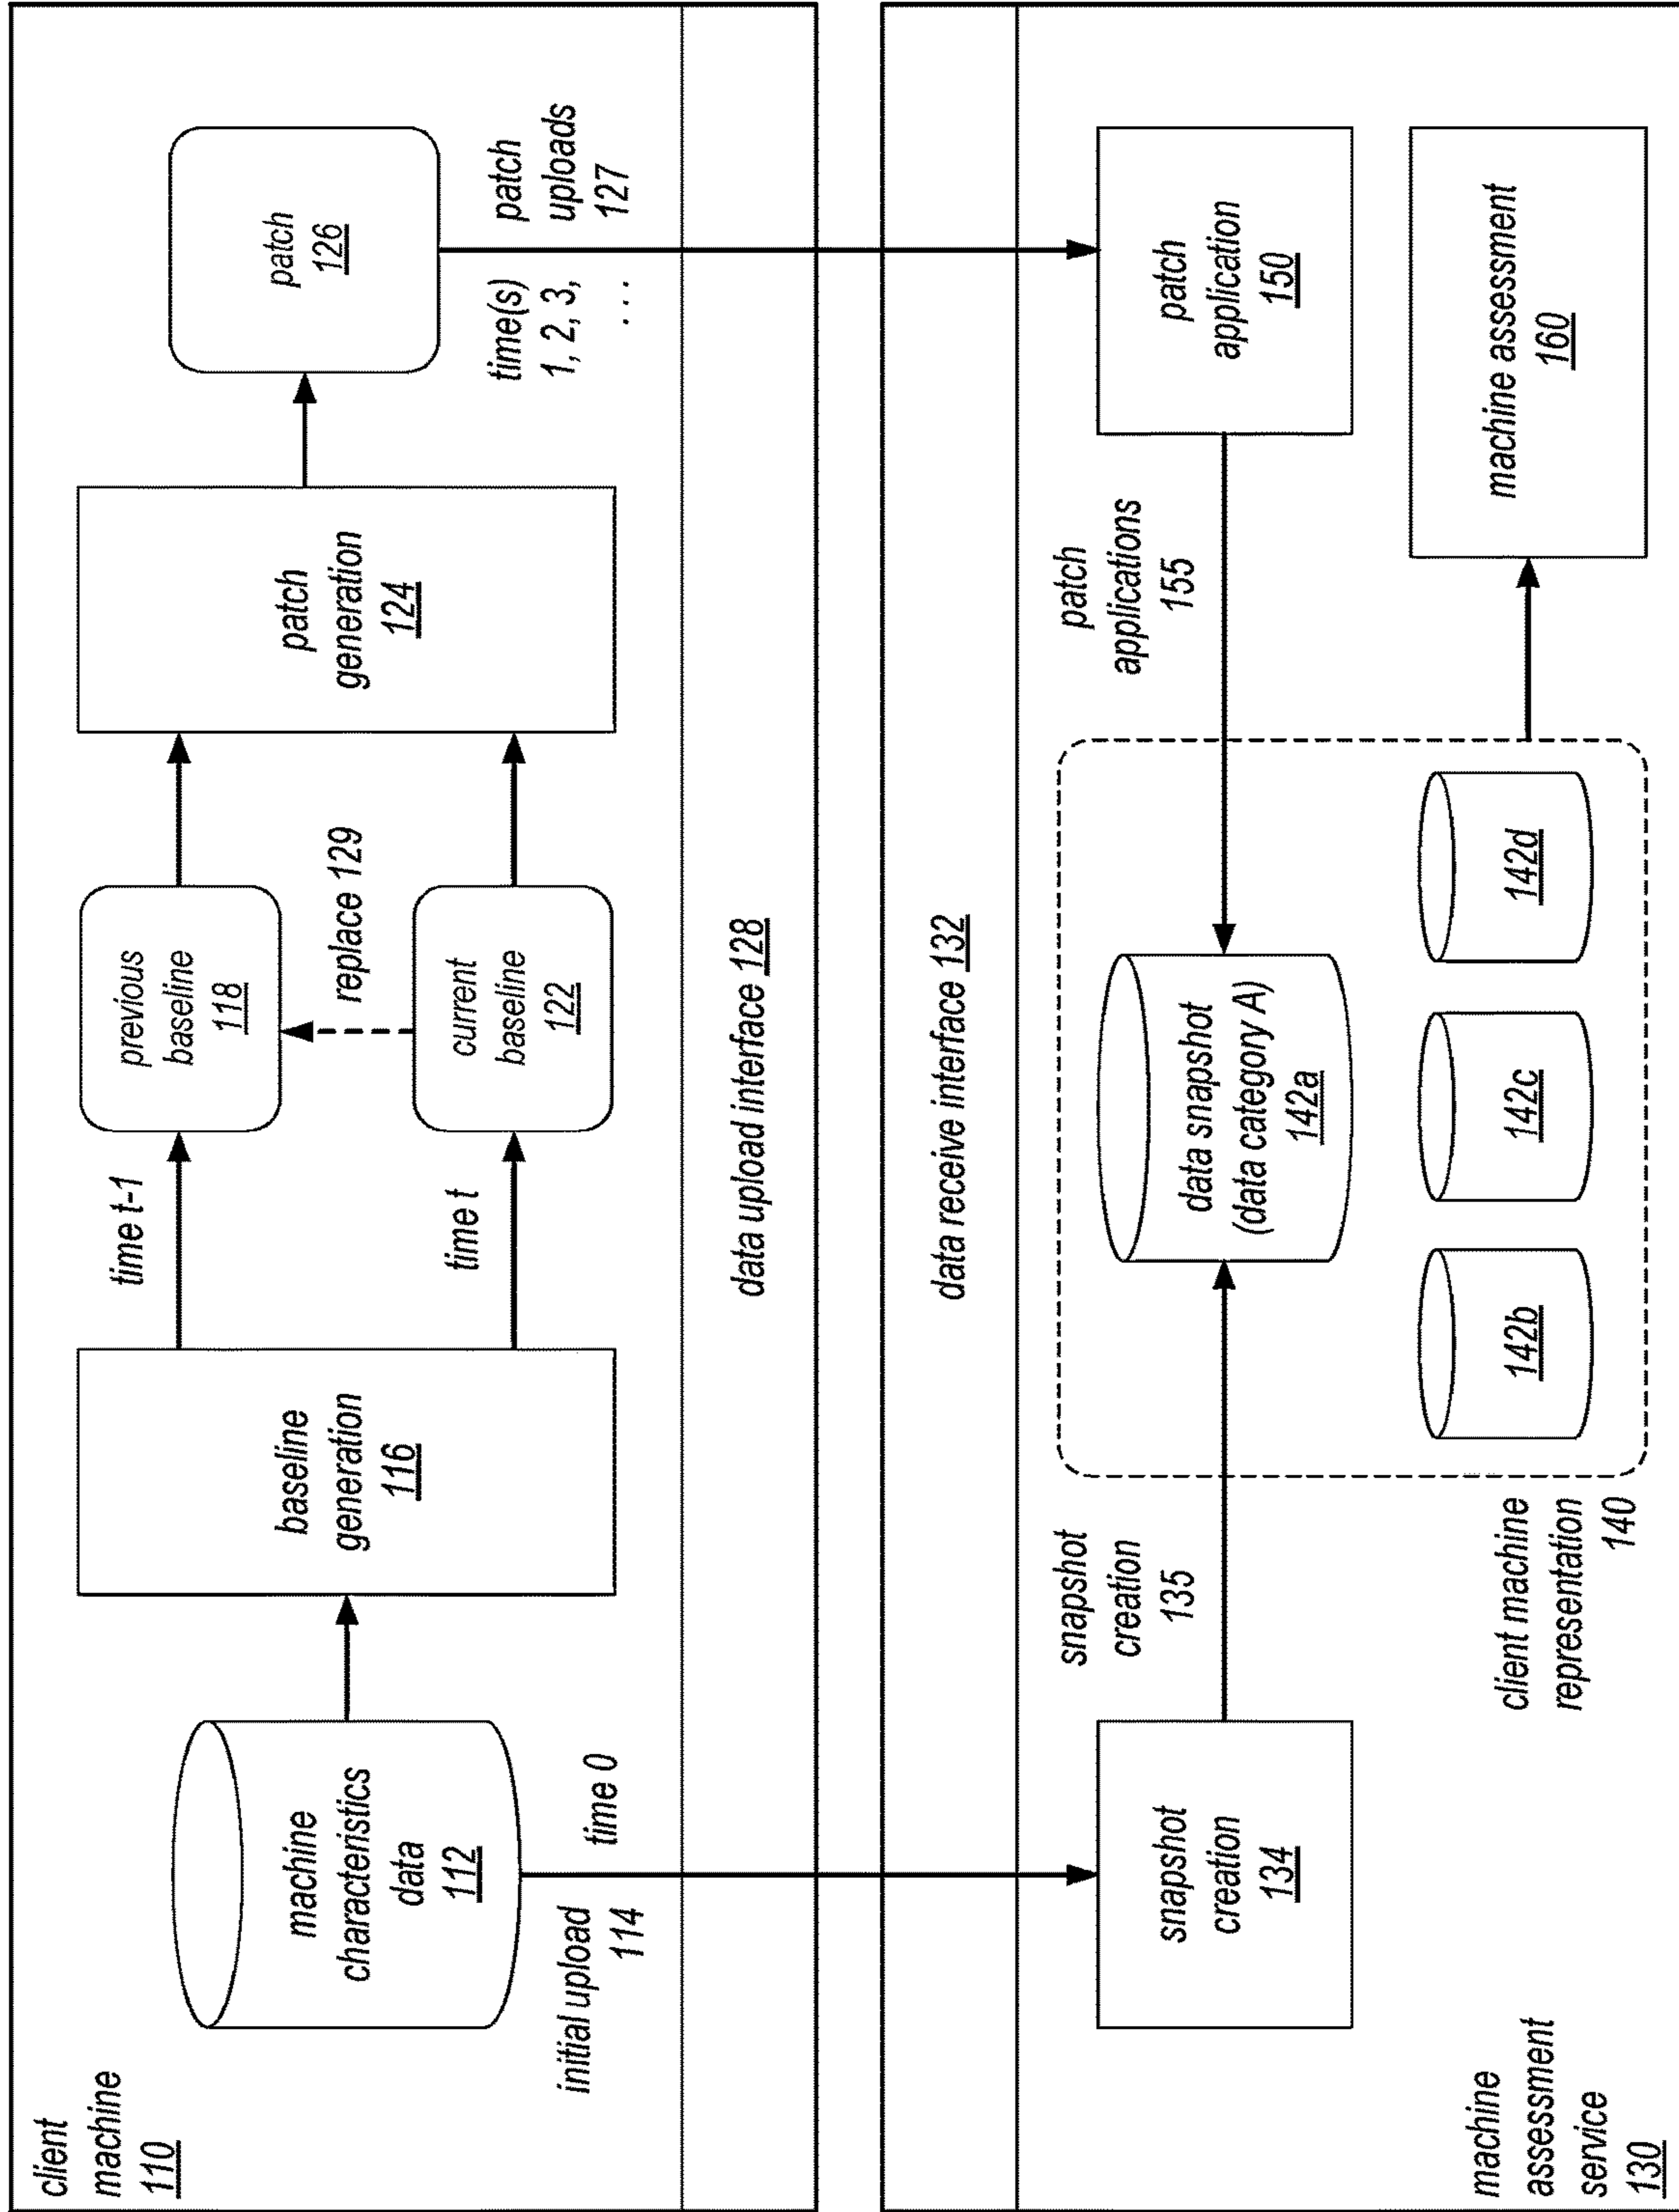 client
machine
110
machine
characteristics
data
112
initial upload
114
time 0
baseline
generation
116
time t-1
time t
previous
baseline
118
replace 129
current
baseline
122
patch
generation
124
patch
126
time(s)
1, 2, 3,
. . .
patch
uploads
127
data upload interface 128
data receive interface 132
snapshot
creation
134
snapshot
creation
135
data snapshot
(data category A)
142a
142b
142c
142d
client machine
representation
140
patch
applications
155
patch
application
150
machine assessment
160
machine
assessment
service
130